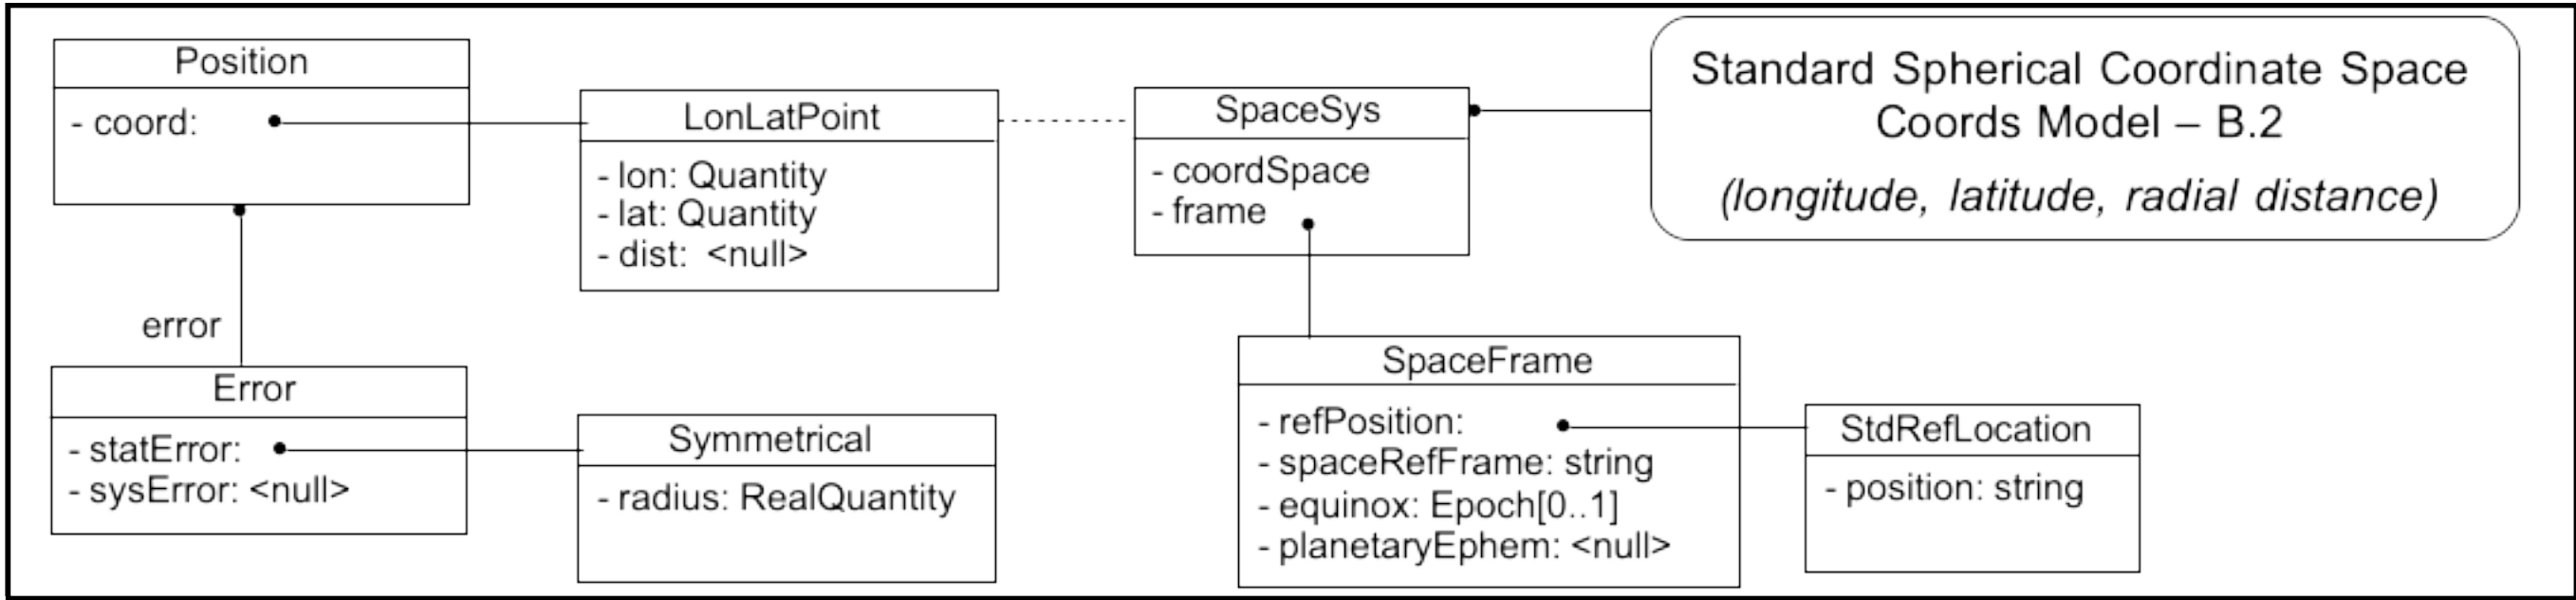 Position
- coord:
LonLatPoint
- lon: Quantity
- lat: Quantity
- dist: <null>
SpaceSys
- coordSpace
- frame
Standard Spherical Coordinate Space
Coords Model – B.2
(longitude, latitude, radial distance)
error
Error
- statError:
- sysError: <null>
Symmetrical
- radius: RealQuantity
SpaceFrame
- refPosition:
- spaceRefFrame: string
- equinox: Epoch[0..1]
- planetaryEphem: <null>
StdRefLocation
- position: string